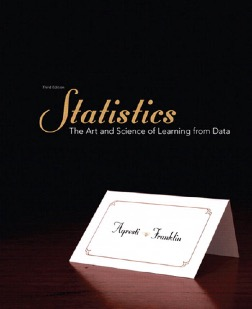 Third Edition
Statistics
The Art and Science of Learning from Data
Agresti Franklin